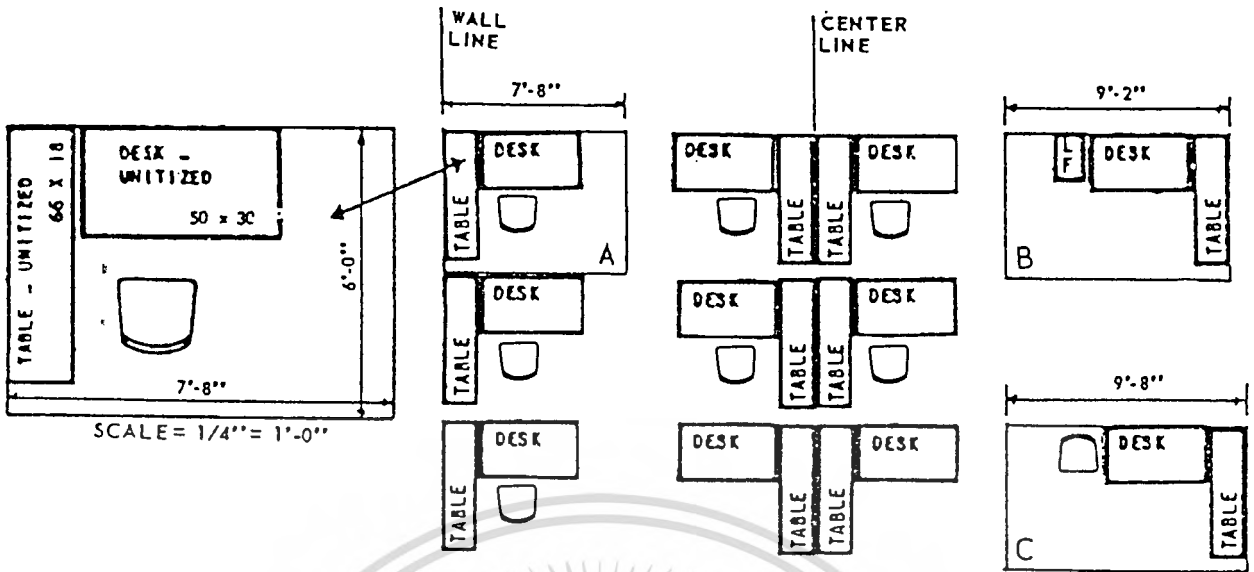 WALL
LINE
CENTER
LINE
7'-8''
9'-2''
TABLE - UNITIZED
66 X 18
DESK -
UNITIZED
50 x 30
6'-0''
7'-8''
SCALE= 1/4''= 1'-0''
DESK
TABLE
A
DESK
TABLE
DESK
TABLE
DESK
TABLE
TABLE
DESK
DESK
TABLE
TABLE
DESK
DESK
TABLE
TABLE
DESK
LF
DESK
TABLE
B
9'-8''
DESK
TABLE
C